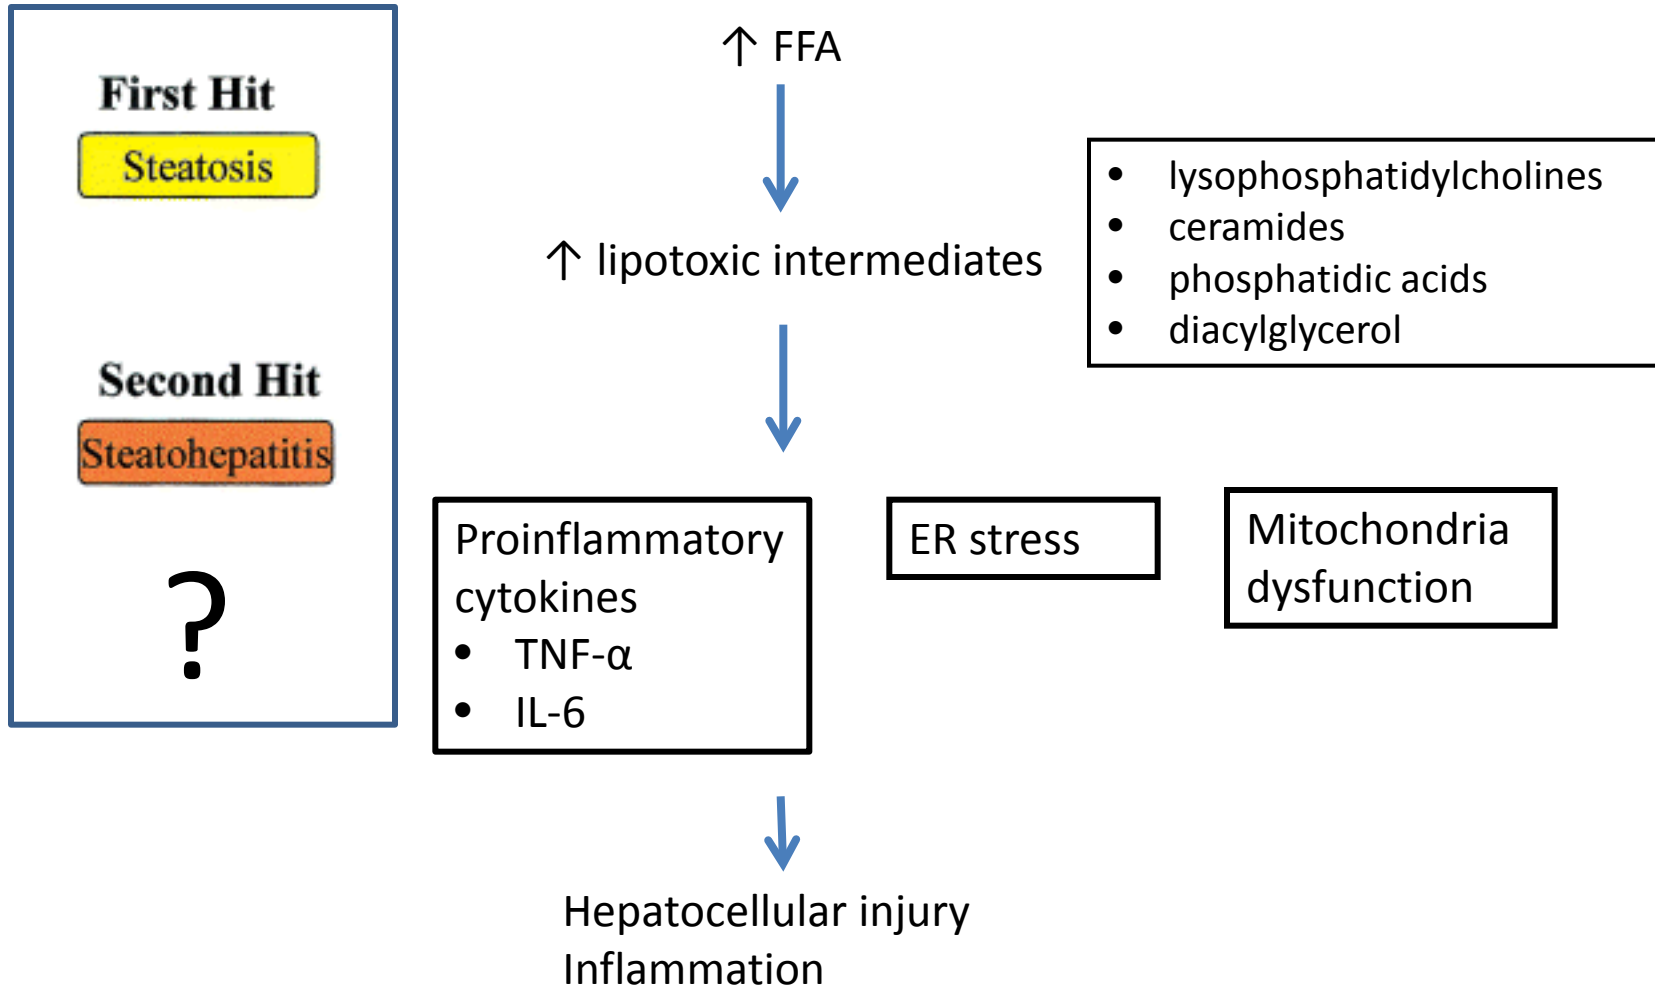 First Hit
Steatosis
Second Hit
Steatohepatitis
?
↑ FFA
↑ lipotoxic intermediates
• lysophosphatidylcholines
• ceramides
• phosphatidic acids
• diacylglycerol
Proinflammatory
cytokines
• TNF-α
• IL-6
ER stress
Mitochondria
dysfunction
Hepatocellular injury
Inflammation